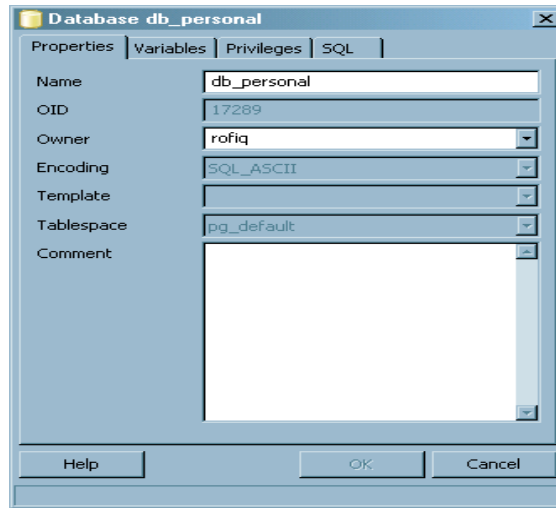 Database db_personal
Properties Variables Privileges SQL
Name db_personal
OID 17289
Owner rofiq
Encoding SQL_ASCII
Template
Tablespace pg_default
Comment
Help OK Cancel